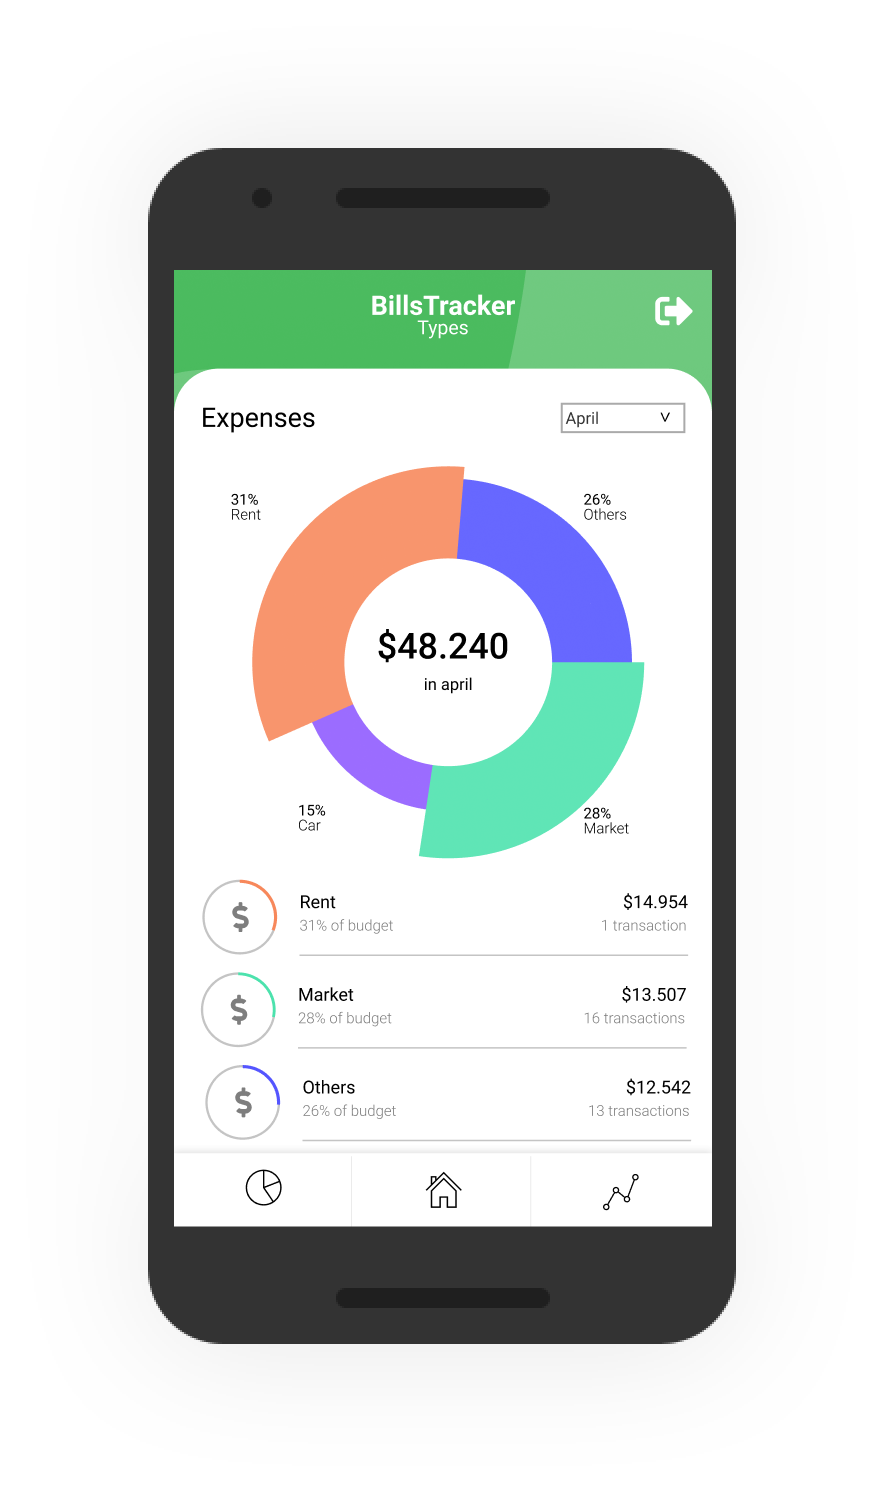 BillsTracker
Types
Expenses
April V
31%
Rent
26%
Others
$48.240
in april
15%
Car
28%
Market
Rent $14.954
31% of budget 1 transaction
Market $13.507
28% of budget 16 transactions
Others $12.542
26% of budget 13 transactions